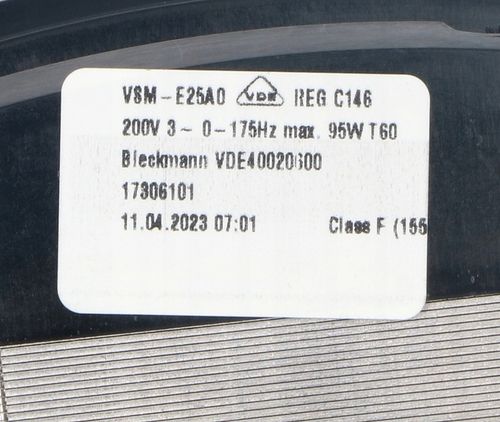 VSM-E25A0 VDE REG C146
200V 3~ 0-175Hz max. 95W T60
Bleckmann VDE40020600
17306101
11.04.2023 07:01 Class F (155